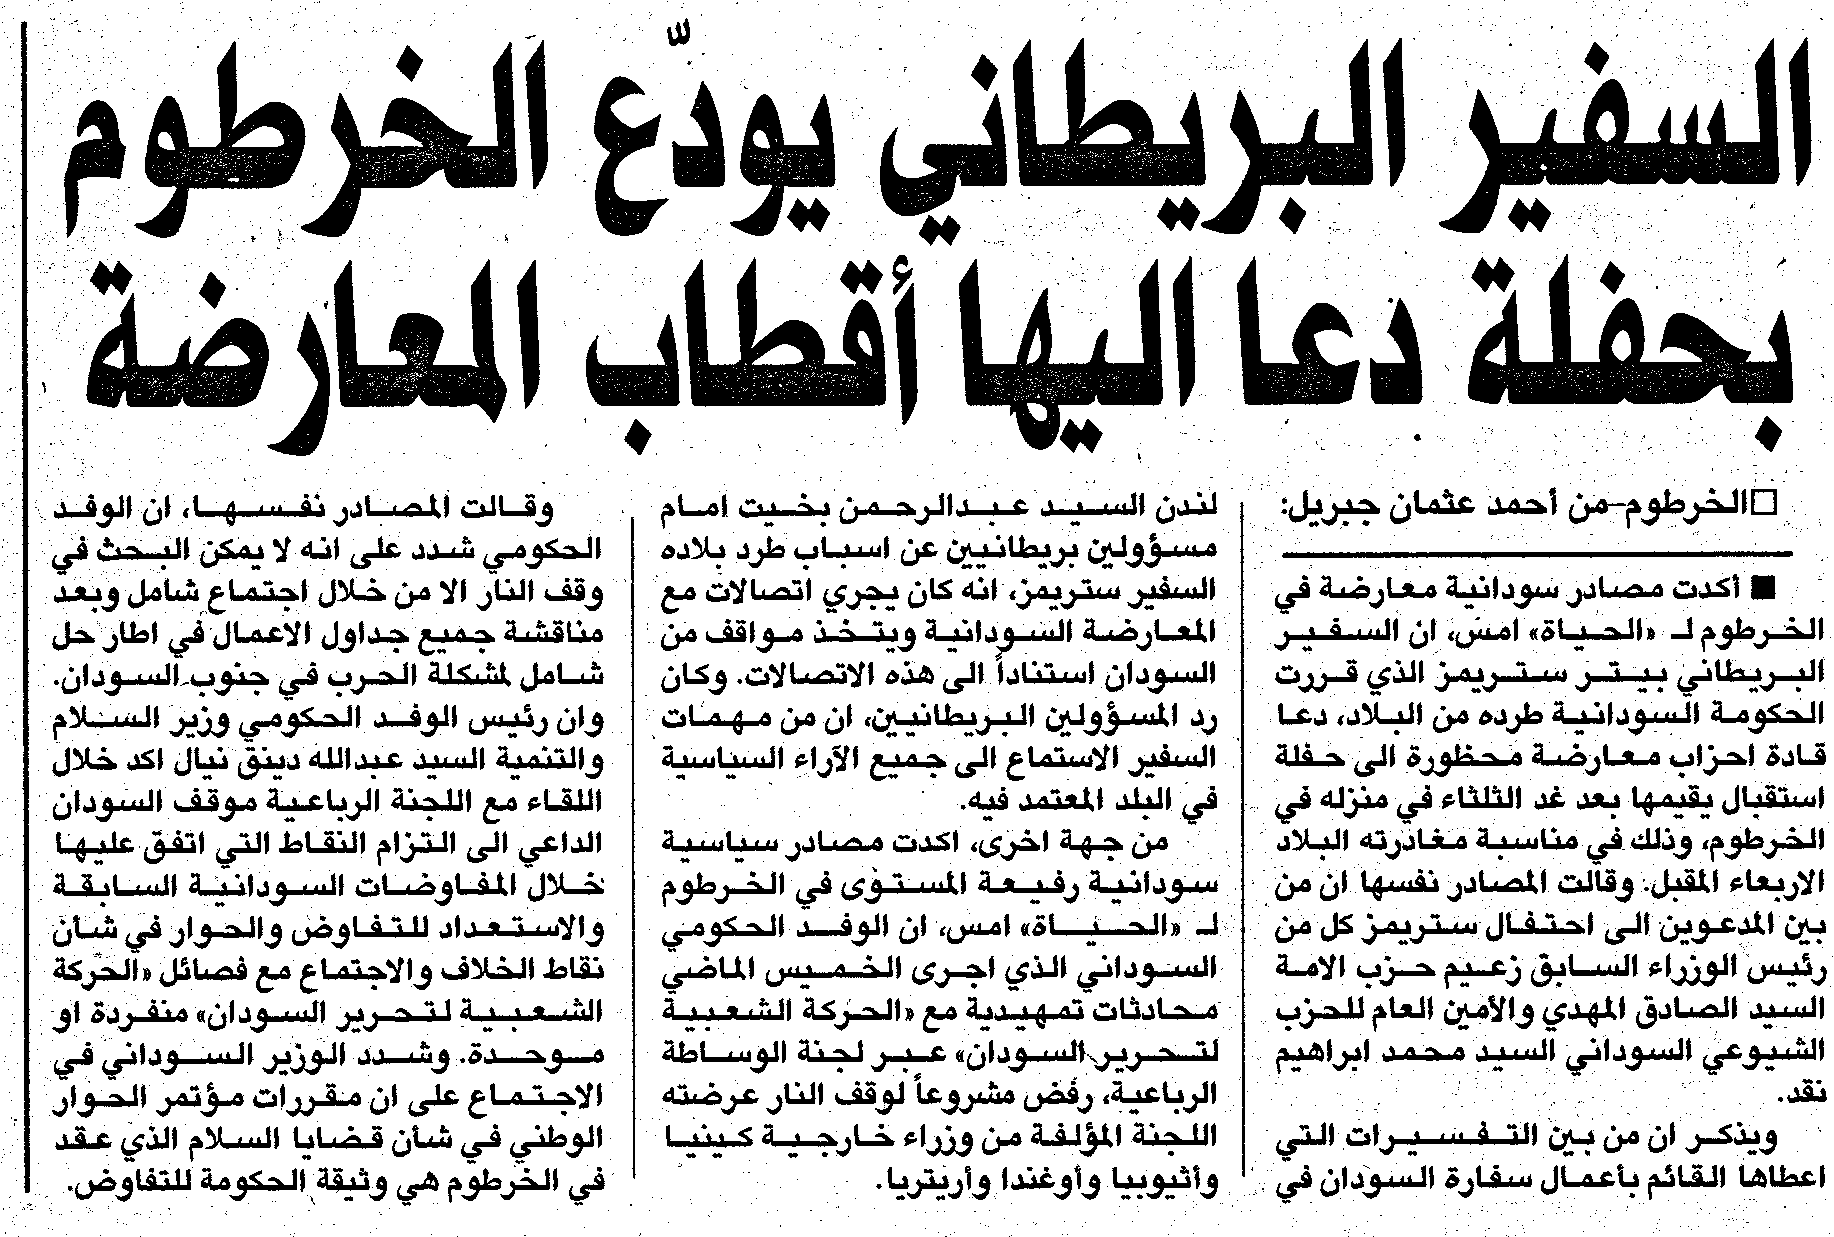 السفير البريطاني يودّع الخرطوم
بحفلة دعا اليها أقطاب المعارضة
□ الخرطوم - من أحمد عثمان جبريل:
■ أكدت مصادر سودانية معارضة في
الخرطوم لـ «الحياة» امس، ان السفير
البريطاني بيتر ستريمز الذي قررت
الحكومة السودانية طرده من البلاد، دعا
قادة احزاب معارضة محظورة الى حفلة
استقبال يقيمها بعد غد الثلثاء في منزله في
الخرطوم، وذلك في مناسبة مغادرته البلاد
الاربعاء المقبل. وقالت المصادر نفسها ان من
بين المدعوين الى احتفال ستريمز كل من
رئيس الوزراء السابق زعيم حزب الامة
السيد الصادق المهدي والأمين العام للحزب
الشيوعي السوداني السيد محمد ابراهيم
نقد.
ويذكر ان من بين التفسيرات التي
اعطاها القائم بأعمال سفارة السودان في
لندن السيد عبدالرحمن بخيت امام
مسؤولين بريطانيين عن اسباب طرد بلاده
السفير ستريمز، انه كان يجري اتصالات مع
المعارضة السودانية ويتخذ مواقف من
السودان استناداً الى هذه الاتصالات. وكان
رد المسؤولين البريطانيين، ان من مهمات
السفير الاستماع الى جميع الآراء السياسية
في البلد المعتمد فيه.
من جهة اخرى، اكدت مصادر سياسية
سودانية رفيعة المستوى في الخرطوم
لـ «الحياة» امس، ان الوفد الحكومي
السوداني الذي اجرى الخميس الماضي
محادثات تمهيدية مع «الحركة الشعبية
لتحرير السودان» عبر لجنة الوساطة
الرباعية، رفض مشروعاً لوقف النار عرضته
اللجنة المؤلفة من وزراء خارجية كينيا
وأثيوبيا وأوغندا وأريتريا.
وقالت المصادر نفسها، ان الوفد
الحكومي شدد على انه لا يمكن البحث في
وقف النار الا من خلال اجتماع شامل وبعد
مناقشة جميع جداول الاعمال في اطار حل
شامل لمشكلة الحرب في جنوب السودان.
وان رئيس الوفد الحكومي وزير السلام
والتنمية السيد عبدالله دينق نيال اكد خلال
اللقاء مع اللجنة الرباعية موقف السودان
الداعي الى التزام النقاط التي اتفق عليها
خلال المفاوضات السودانية السابقة
والاستعداد للتفاوض والحوار في شأن
نقاط الخلاف والاجتماع مع فصائل «الحركة
الشعبية لتحرير السودان» منفردة او
موحدة. وشدد الوزير السوداني في
الاجتماع على ان مقررات مؤتمر الحوار
الوطني في شأن قضايا السلام الذي عقد
في الخرطوم هي وثيقة الحكومة للتفاوض.